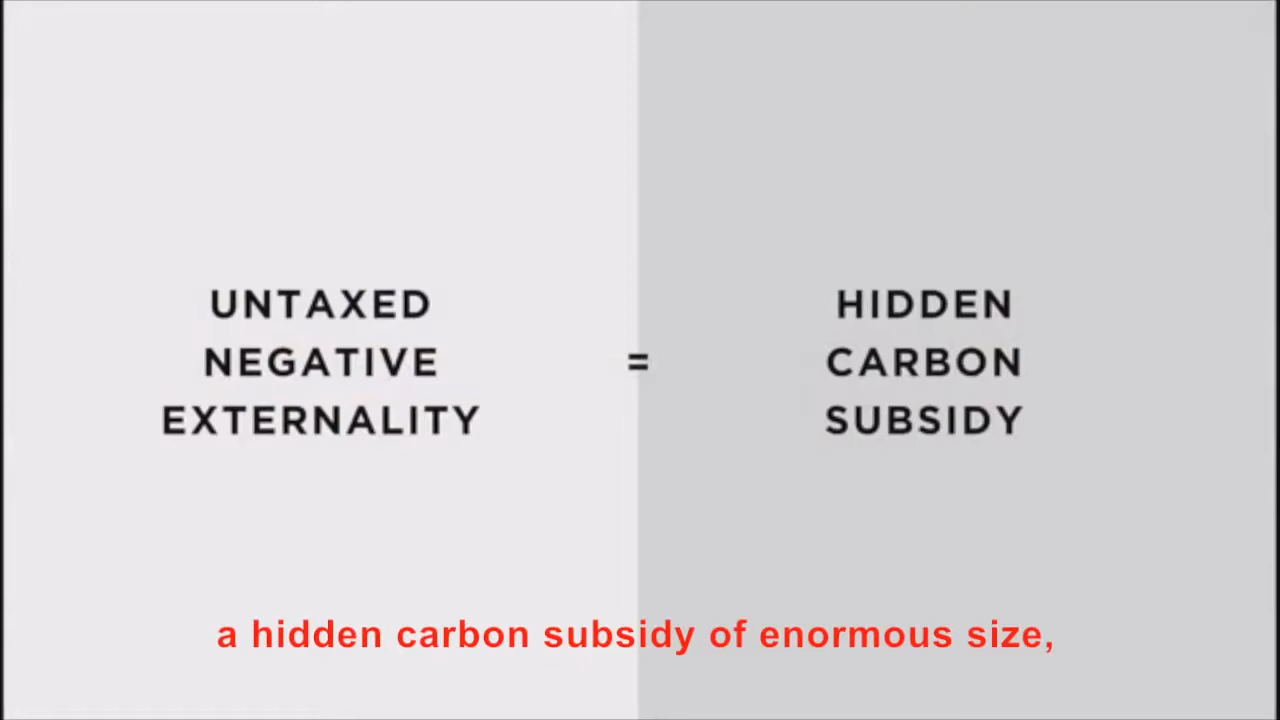 UNTAXED
NEGATIVE
EXTERNALITY
=
HIDDEN
CARBON
SUBSIDY
a hidden carbon subsidy of enormous size,